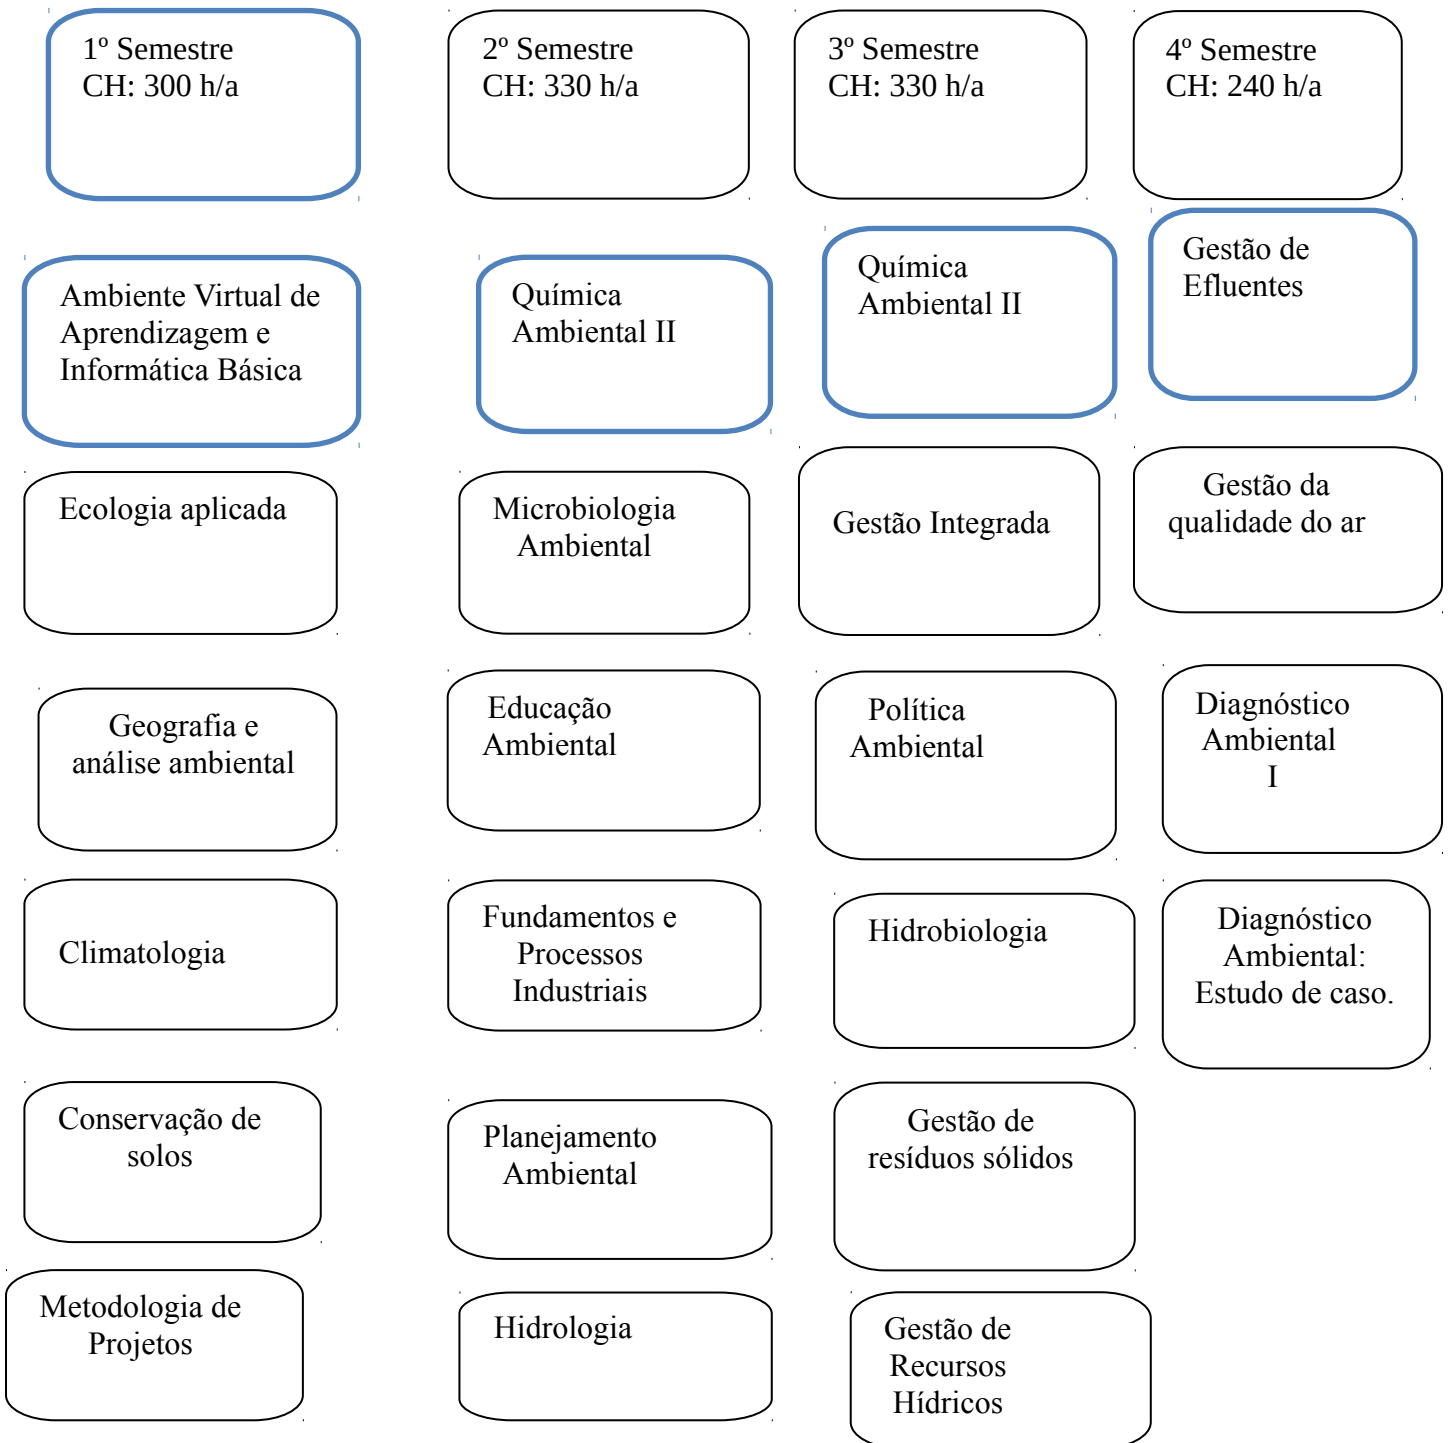 1º Semestre
CH: 300 h/a
2º Semestre
CH: 330 h/a
3º Semestre
CH: 330 h/a
4º Semestre
CH: 240 h/a
Ambiente Virtual de
Aprendizagem e
Informática Básica
Química
Ambiental II
Química
Ambiental II
Gestão de
Efluentes
Ecologia aplicada
Microbiologia
Ambiental
Gestão Integrada
Gestão da
qualidade do ar
Geografia e
análise ambiental
Educação
Ambiental
Política
Ambiental
Diagnóstico
Ambiental
I
Climatologia
Fundamentos e
Processos
Industriais
Hidrobiologia
Diagnóstico
Ambiental:
Estudo de caso.
Conservação de
solos
Planejamento
Ambiental
Gestão de
resíduos sólidos
Metodologia de
Projetos
Hidrologia
Gestão de
Recursos
Hídricos